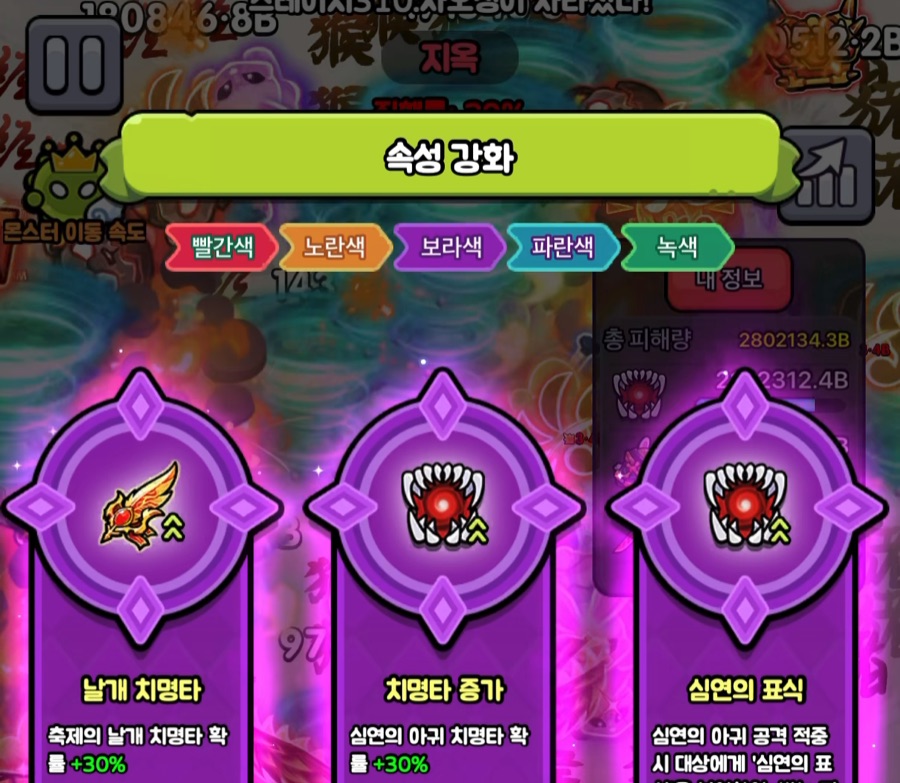 180846.8B
지옥
속성 강화
몬스터 이동 속도
빨간색
노란색
보라색
파란색
녹색
내 정보
총 피해량
2802134.3B
날개 치명타
축제의 날개 치명타 확
률 +30%
치명타 증가
심연의 아귀 치명타 확
률 +30%
심연의 표식
심연의 아귀 공격 적중
시 대상에게 '심연의 표